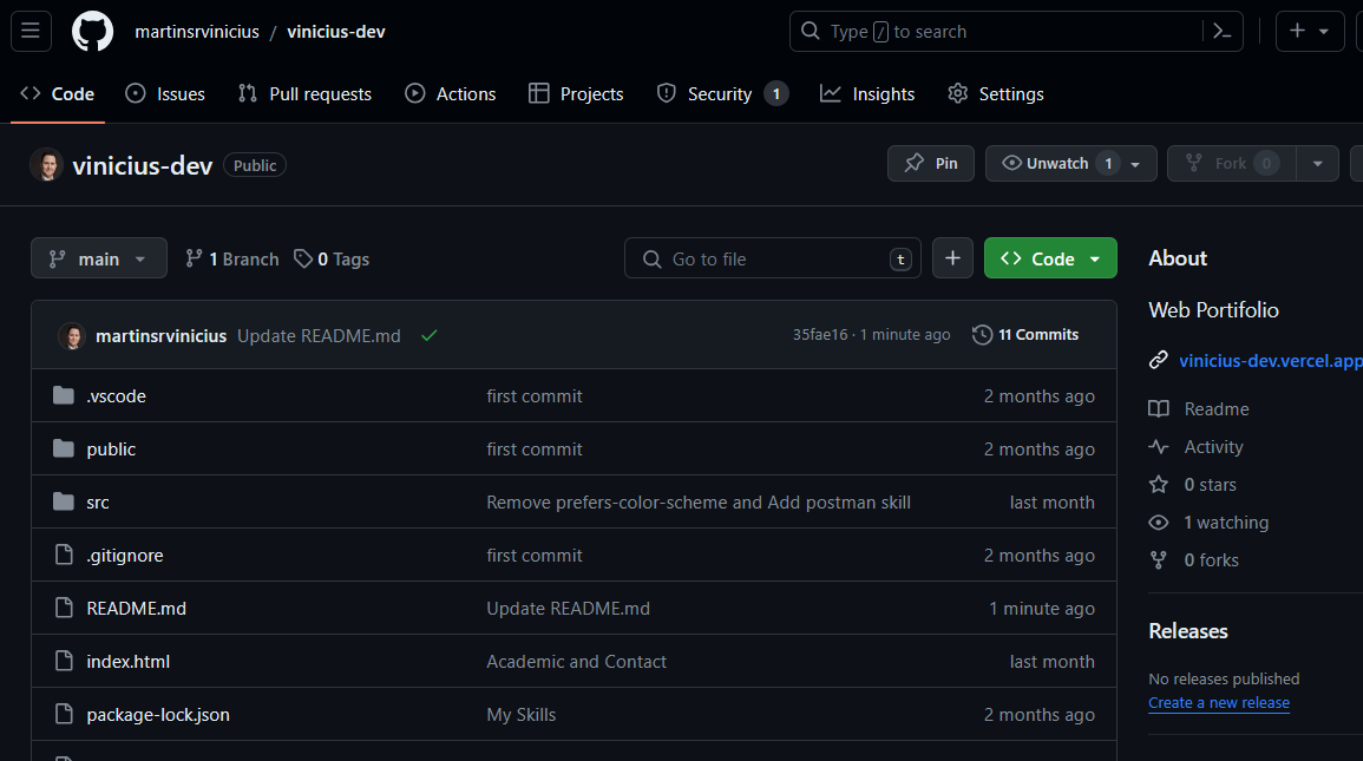 martinsrvinicius / vinicius-dev
Type / to search
Code Issues Pull requests Actions Projects Security 1 Insights Settings
vinicius-dev Public
Pin Unwatch 1 Fork 0
main 1 Branch 0 Tags
Go to file t
Code
martinsrvinicius Update README.md 35fae16 · 1 minute ago 11 Commits
.vscode first commit 2 months ago
public first commit 2 months ago
src Remove prefers-color-scheme and Add postman skill last month
.gitignore first commit 2 months ago
README.md Update README.md 1 minute ago
index.html Academic and Contact last month
package-lock.json My Skills 2 months ago
About
Web Portifolio
vinicius-dev.vercel.app
Readme
Activity
0 stars
1 watching
0 forks
Releases
No releases published
Create a new release